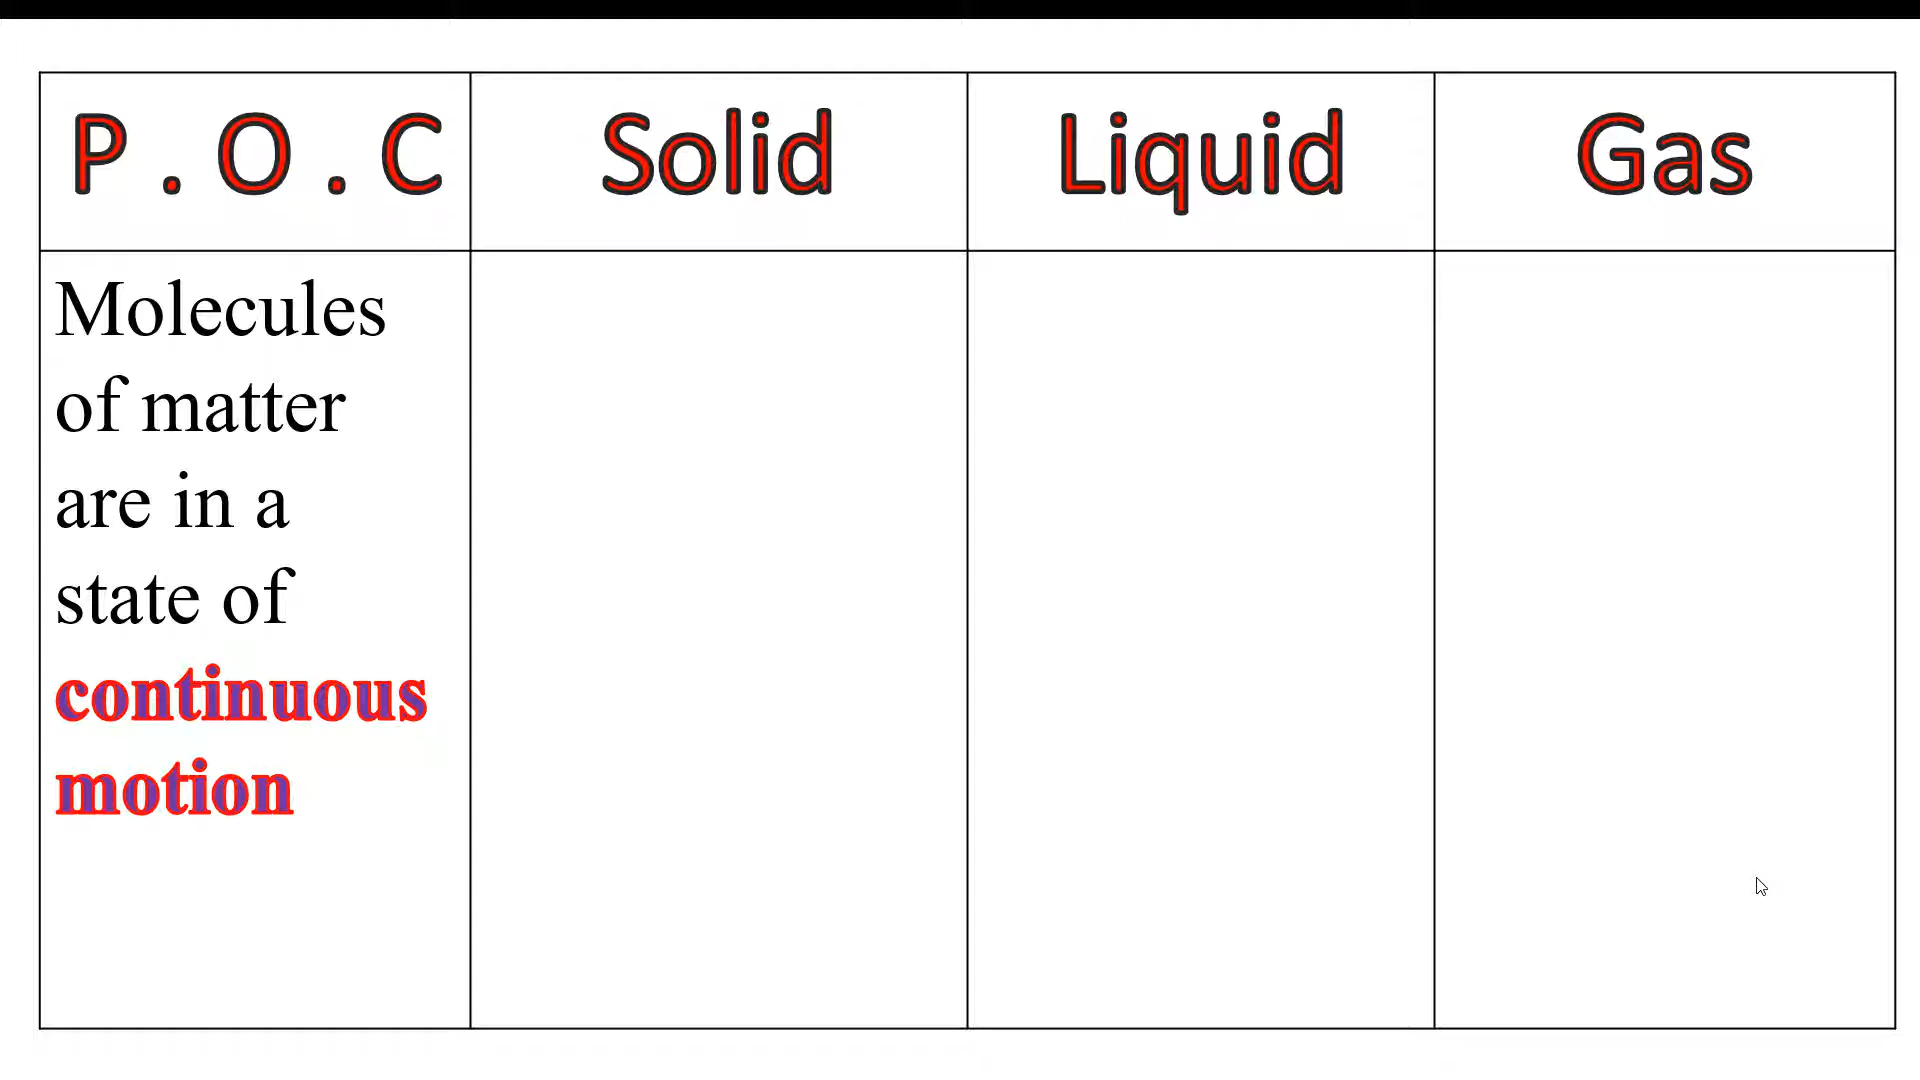 P . O . C Solid Liquid Gas
Molecules
of matter
are in a
state of
continuous
motion